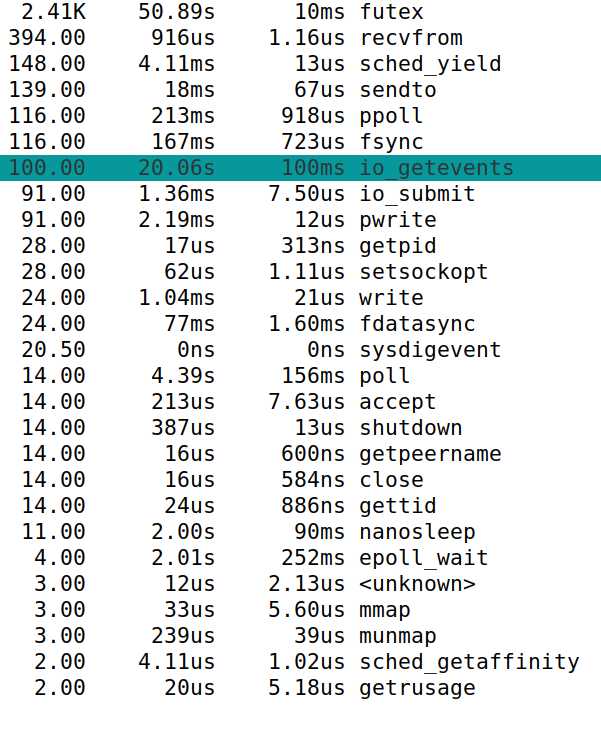 2.41K 50.89s 10ms futex
394.00 916us 1.16us recvfrom
148.00 4.11ms 13us sched_yield
139.00 18ms 67us sendto
116.00 213ms 918us ppoll
116.00 167ms 723us fsync
100.00 20.06s 100ms io_getevents
91.00 1.36ms 7.50us io_submit
91.00 2.19ms 12us pwrite
28.00 17us 313ns getpid
28.00 62us 1.11us setsockopt
24.00 1.04ms 21us write
24.00 77ms 1.60ms fdatasync
20.50 0ns 0ns sysdigevent
14.00 4.39s 156ms poll
14.00 213us 7.63us accept
14.00 387us 13us shutdown
14.00 16us 600ns getpeername
14.00 16us 584ns close
14.00 24us 886ns gettid
11.00 2.00s 90ms nanosleep
4.00 2.01s 252ms epoll_wait
3.00 12us 2.13us <unknown>
3.00 33us 5.60us mmap
3.00 239us 39us munmap
2.00 4.11us 1.02us sched_getaffinity
2.00 20us 5.18us getrusage